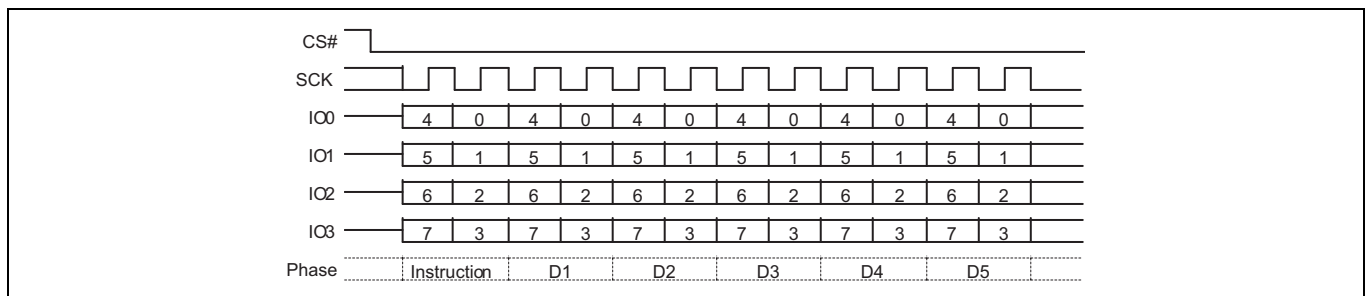 CS#
SCK
IO0 4 0 4 0 4 0 4 0 4 0 4 0
IO1 5 1 5 1 5 1 5 1 5 1 5 1
IO2 6 2 6 2 6 2 6 2 6 2 6 2
IO3 7 3 7 3 7 3 7 3 7 3 7 3
Phase Instruction D1 D2 D3 D4 D5